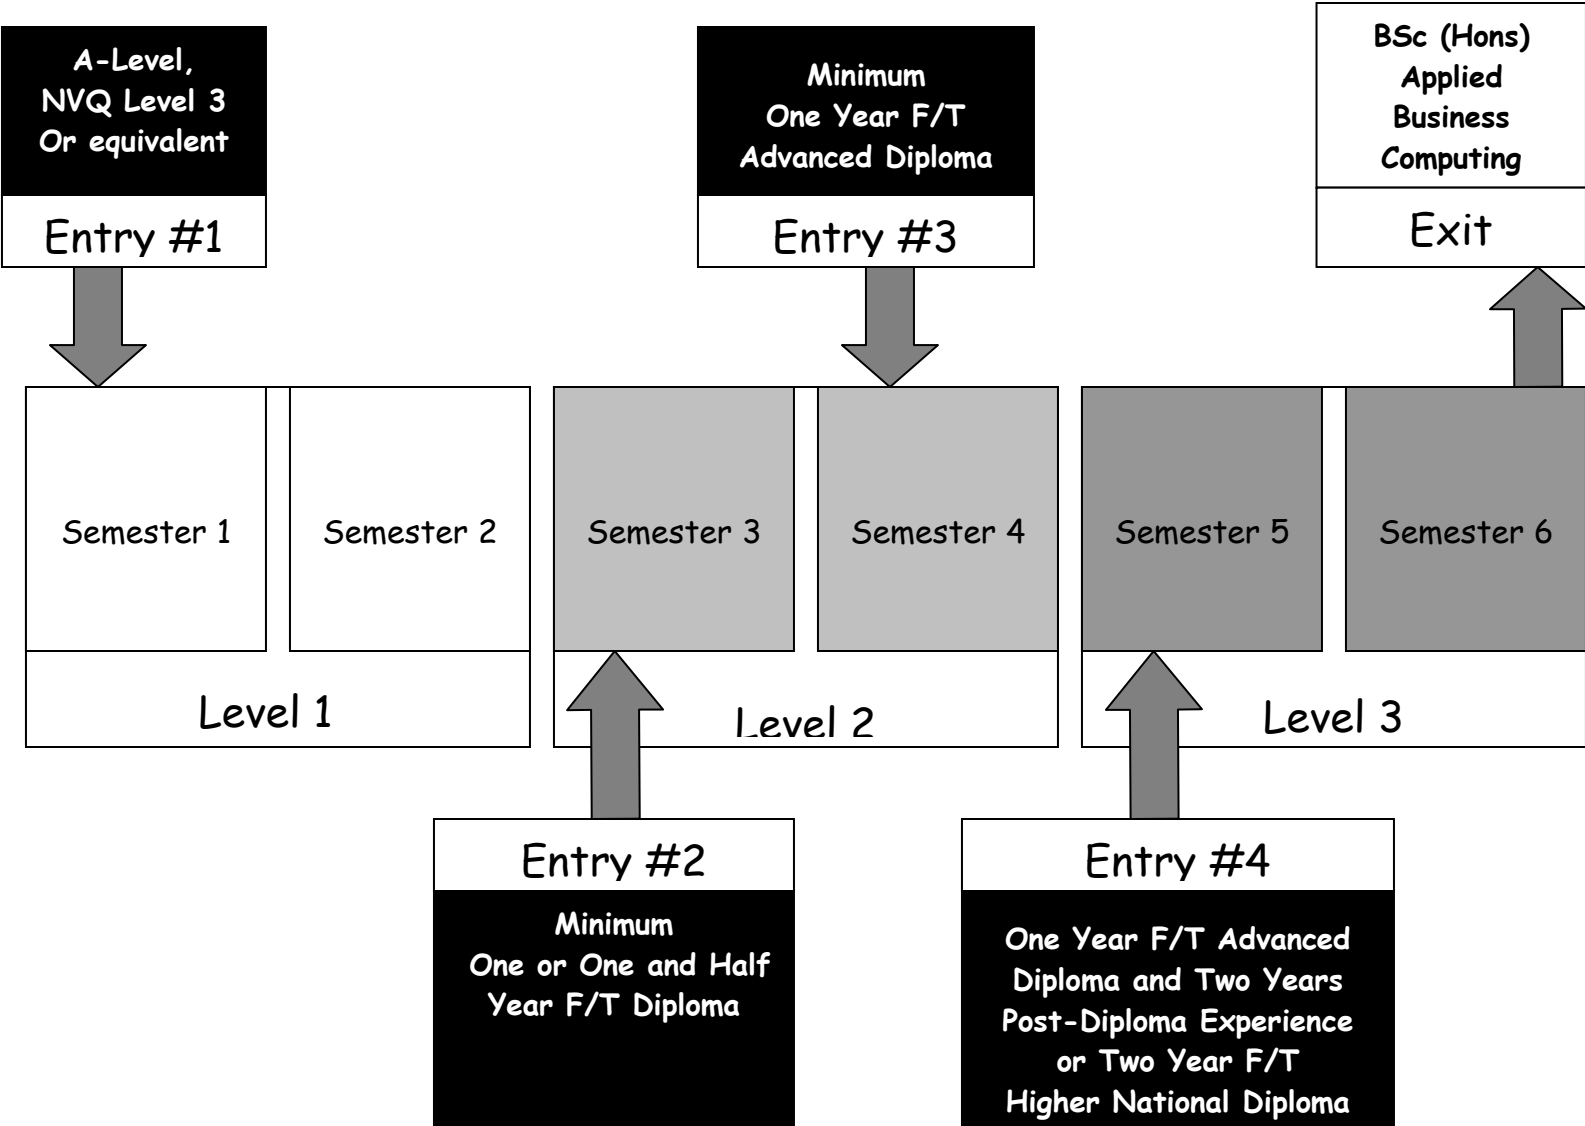 A-Level,
NVQ Level 3
Or equivalent
Entry #1
Minimum
One Year F/T
Advanced Diploma
Entry #3
BSc (Hons)
Applied
Business
Computing
Exit
Semester 1
Semester 2
Semester 3
Semester 4
Semester 5
Semester 6
Level 1
Level 2
Level 3
Entry #2
Minimum
One or One and Half
Year F/T Diploma
Entry #4
One Year F/T Advanced
Diploma and Two Years
Post-Diploma Experience
or Two Year F/T
Higher National Diploma